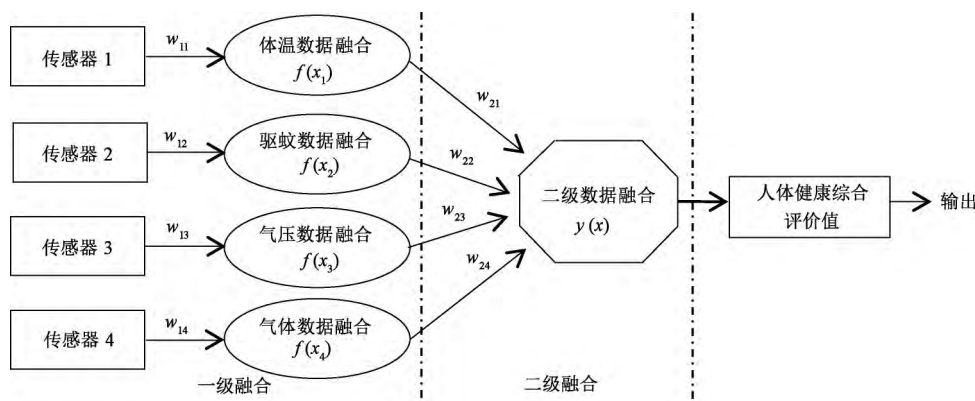 传感器 1
w11
体温数据融合
f(x1)
w21
传感器 2
w12
驱蚊数据融合
f(x2)
w22
传感器 3
w13
气压数据融合
f(x3)
w23
传感器 4
w14
气体数据融合
f(x4)
w24
二级数据融合
y(x)
人体健康综合
评价值
输出
一级融合
二级融合